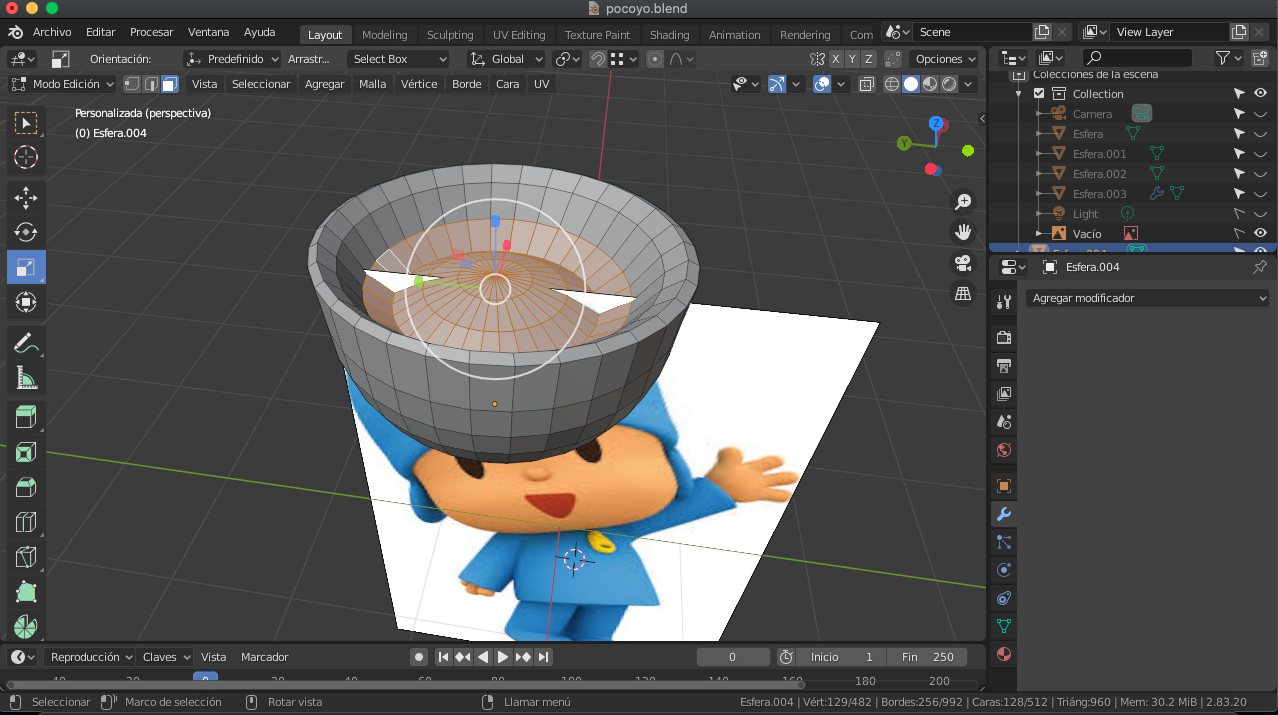 pocoyo.blend
Archivo Editar Procesar Ventana Ayuda Layout Modeling Sculpting UV Editing Texture Paint Shading Animation Rendering Com Scene View Layer
Orientación: Predefinido Arrastr... Select Box Global X Y Z Opciones
Modo Edición Vista Seleccionar Agregar Malla Vértice Borde Cara UV
Personalizada (perspectiva)
(0) Esfera.004
Z
Y
Colecciones de la escena
Collection
Camera
Esfera
Esfera.001
Esfera.002
Esfera.003
Light
Vacío
Esfera.004
Esfera.004
Agregar modificador
Reproducción Claves Vista Marcador 0 Inicio 1 Fin 250
-40 -20 0 20 40 60 80 100 120 140 160 180 200
Seleccionar Marco de selección Rotar vista Llamar menú Esfera.004 | Vért:129/482 | Bordes:256/992 | Caras:128/512 | Triáng:960 | Mem: 30.2 MiB | 2.83.20